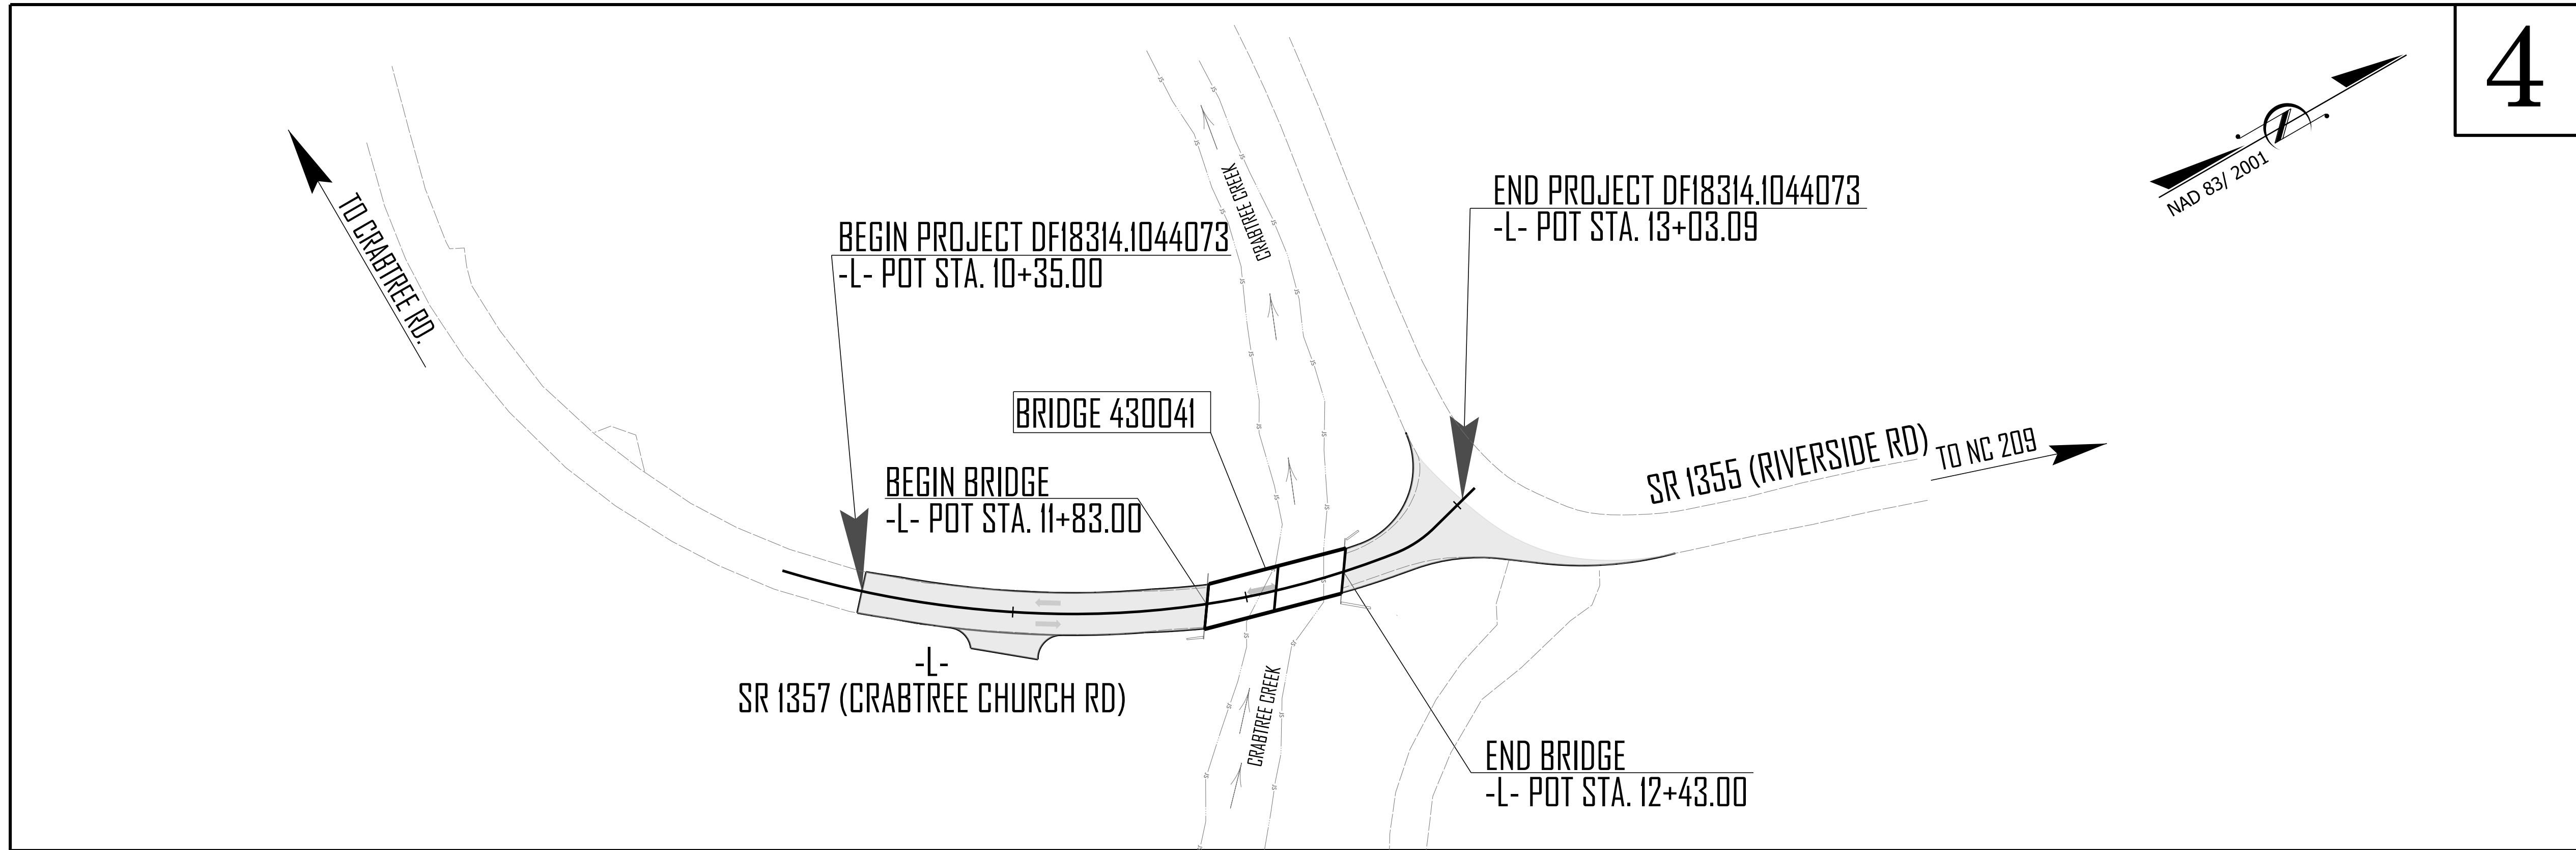 4
NAD 83/ 2001
TO CRABTREE RD.
CRABTREE CREEK
END PROJECT DF18314.1044073
-L- POT STA. 13+03.09
BEGIN PROJECT DF18314.1044073
-L- POT STA. 10+35.00
BRIDGE 430041
BEGIN BRIDGE
-L- POT STA. 11+83.00
SR 1355 (RIVERSIDE RD)
TO NC 209
-L-
SR 1357 (CRABTREE CHURCH RD)
CRABTREE CREEK
END BRIDGE
-L- POT STA. 12+43.00